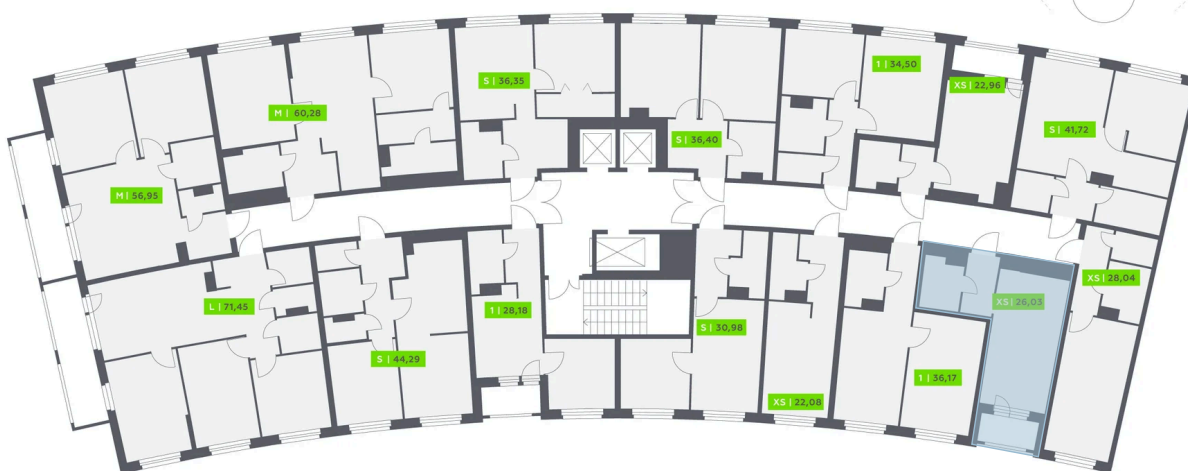 S | 36,35
1 | 34,50
XS | 22,96
M | 60,28
S | 41,72
S | 36,40
M | 56,95
XS | 28,04
L | 71,45
XS | 26,03
1 | 28,18
S | 30,98
S | 44,29
1 | 36,17
XS | 22,08